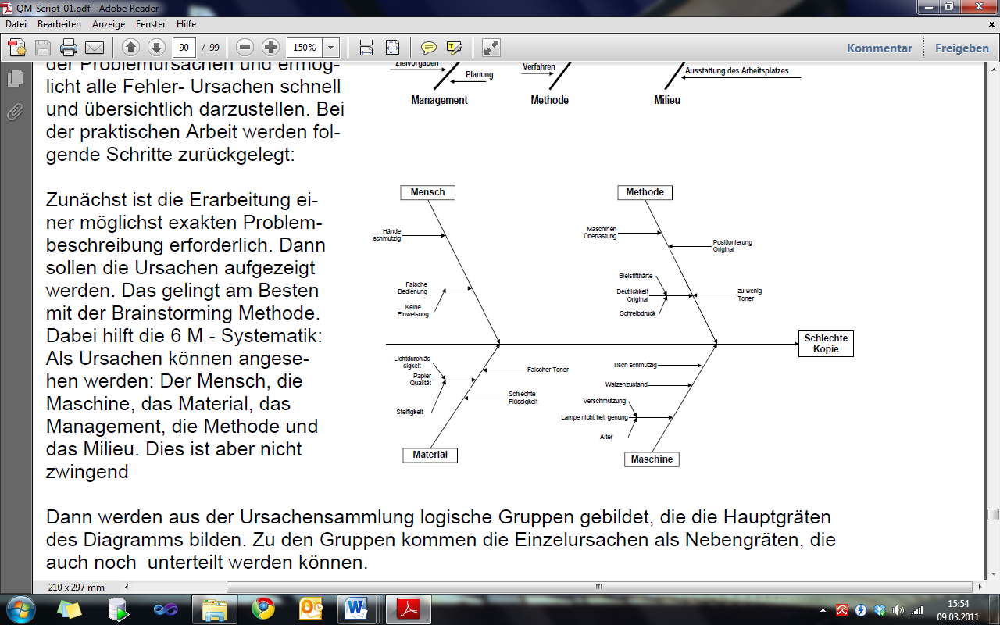 QM_Script_01.pdf - Adobe Reader
Datei Bearbeiten Anzeige Fenster Hilfe
90 / 99
150%
Kommentar
Freigeben
der Problemursachen und ermög-
licht alle Fehler- Ursachen schnell
und übersichtlich darzustellen. Bei
der praktischen Arbeit werden fol-
gende Schritte zurückgelegt:
Zielvorgaben
Planung
Management
Verfahren
Methode
Ausstattung des Arbeitsplatzes
Milieu
Zunächst ist die Erarbeitung ei-
ner möglichst exakten Problem-
beschreibung erforderlich. Dann
sollen die Ursachen aufgezeigt
werden. Das gelingt am Besten
mit der Brainstorming Methode.
Dabei hilft die 6 M - Systematik:
Als Ursachen können angese-
hen werden: Der Mensch, die
Maschine, das Material, das
Management, die Methode und
das Milieu. Dies ist aber nicht
zwingend
Mensch
Hände
schmutzig
Falsche
Bedienung
Keine
Einweisung
Methode
Maschinen
Überlastung
Positionierung
Original
Bleistifthärte
Deutlichkeit
Original
Schreibdruck
zu wenig
Toner
Schlechte
Kopie
Lichtdurchläs
sigkeit
Papier
Qualität
Steifigkeit
Falscher Toner
Schlechte
Flüssigkeit
Material
Tisch schmutzig
Walzenzustand
Verschmutzung
Lampe nicht hell genung
Alter
Maschine
Dann werden aus der Ursachensammlung logische Gruppen gebildet, die die Hauptgräten
des Diagramms bilden. Zu den Gruppen kommen die Einzelursachen als Nebengräten, die
auch noch unterteilt werden können.
210 x 297 mm
15:54
09.03.2011